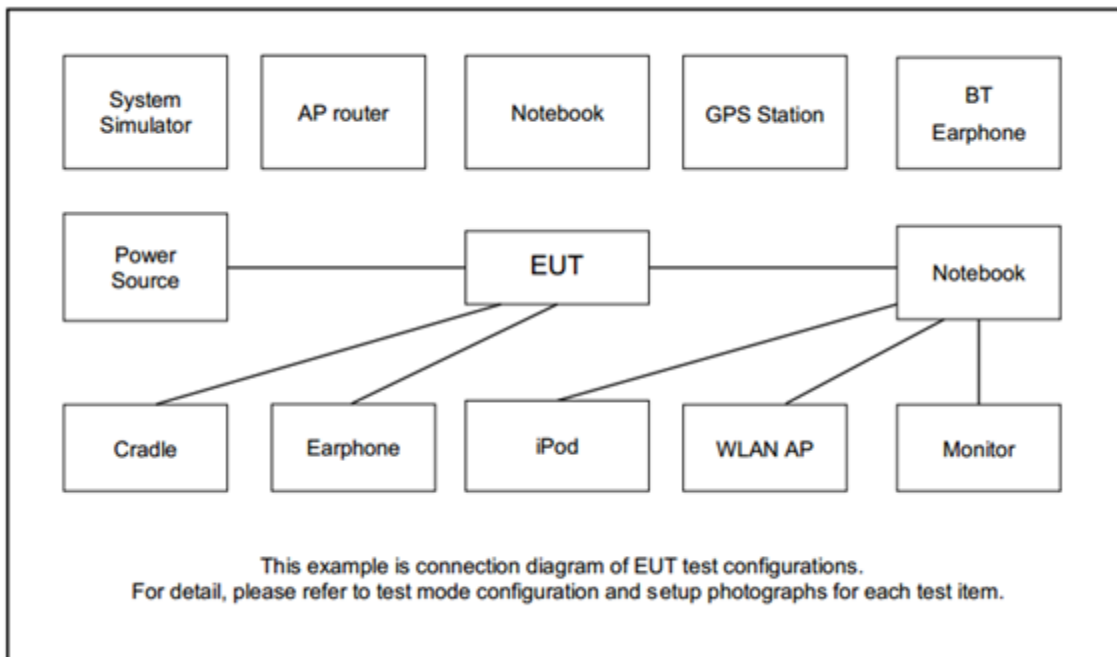 System
Simulator
AP router
Notebook
GPS Station
BT
Earphone
Power
Source
EUT
Notebook
Cradle
Earphone
iPod
WLAN AP
Monitor
This example is connection diagram of EUT test configurations.
For detail, please refer to test mode configuration and setup photographs for each test item.